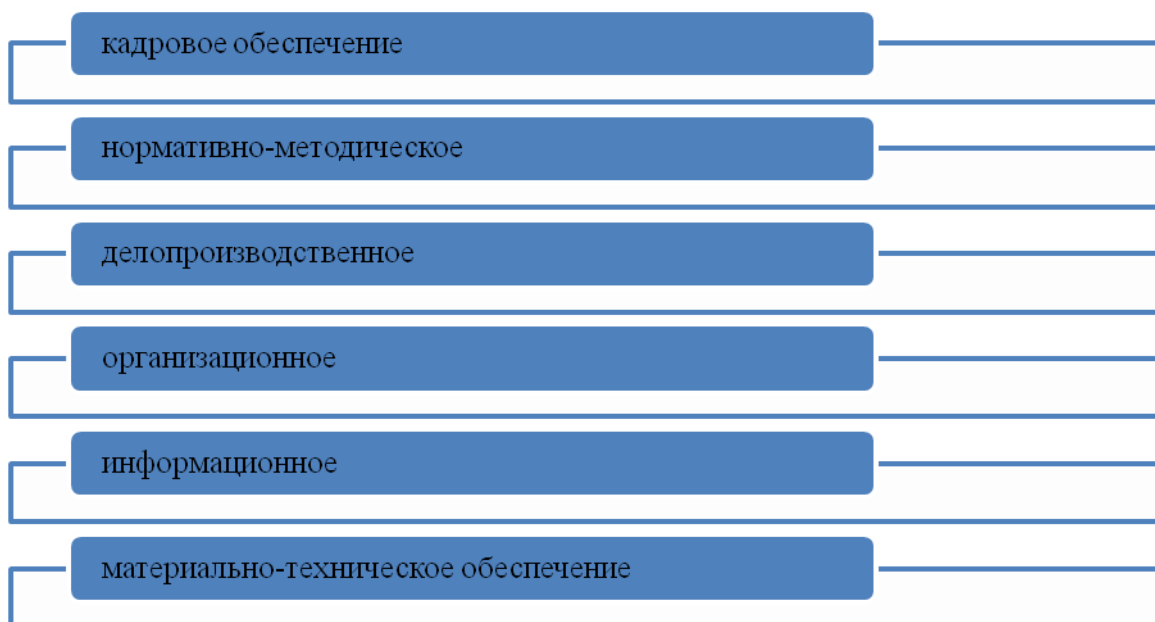 кадровое обеспечение
нормативно-методическое
делопроизводственное
организационное
информационное
материально-техническое обеспечение